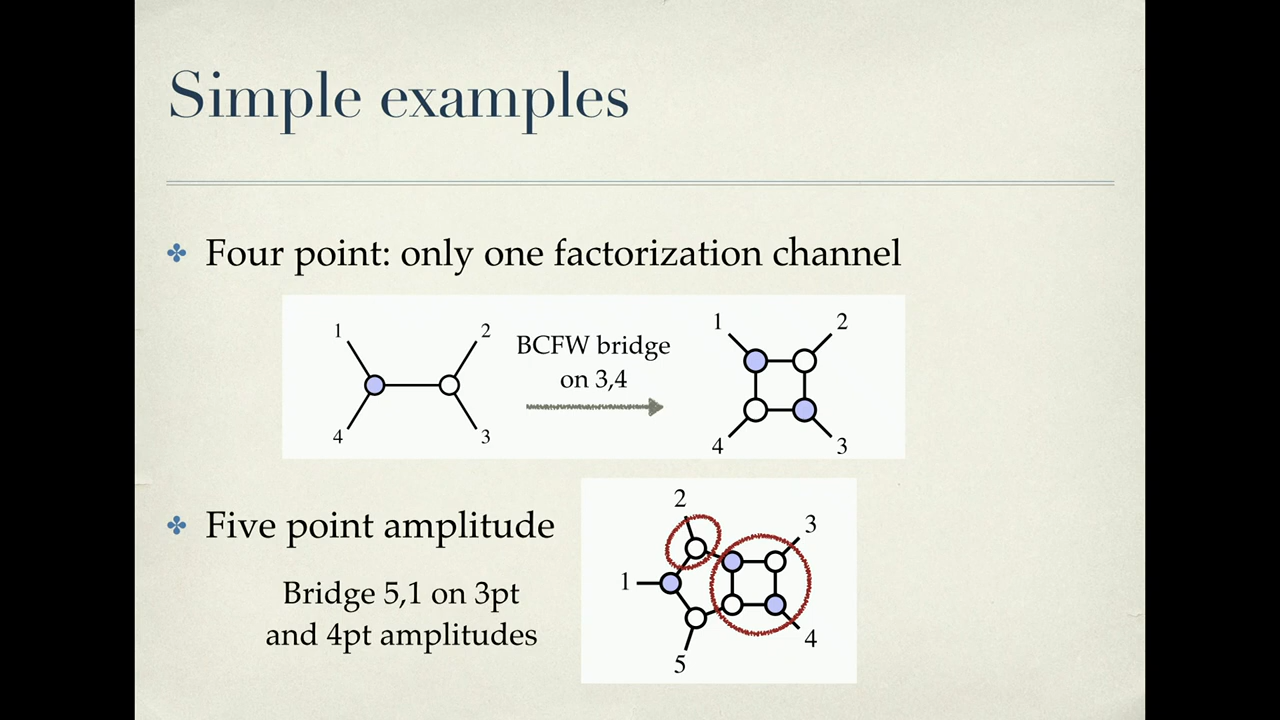 Simple examples
Four point: only one factorization channel
1 2 1 2
BCFW bridge
on 3,4
4 3 4 3
Five point amplitude
Bridge 5,1 on 3pt
and 4pt amplitudes
2
3
1
4
5